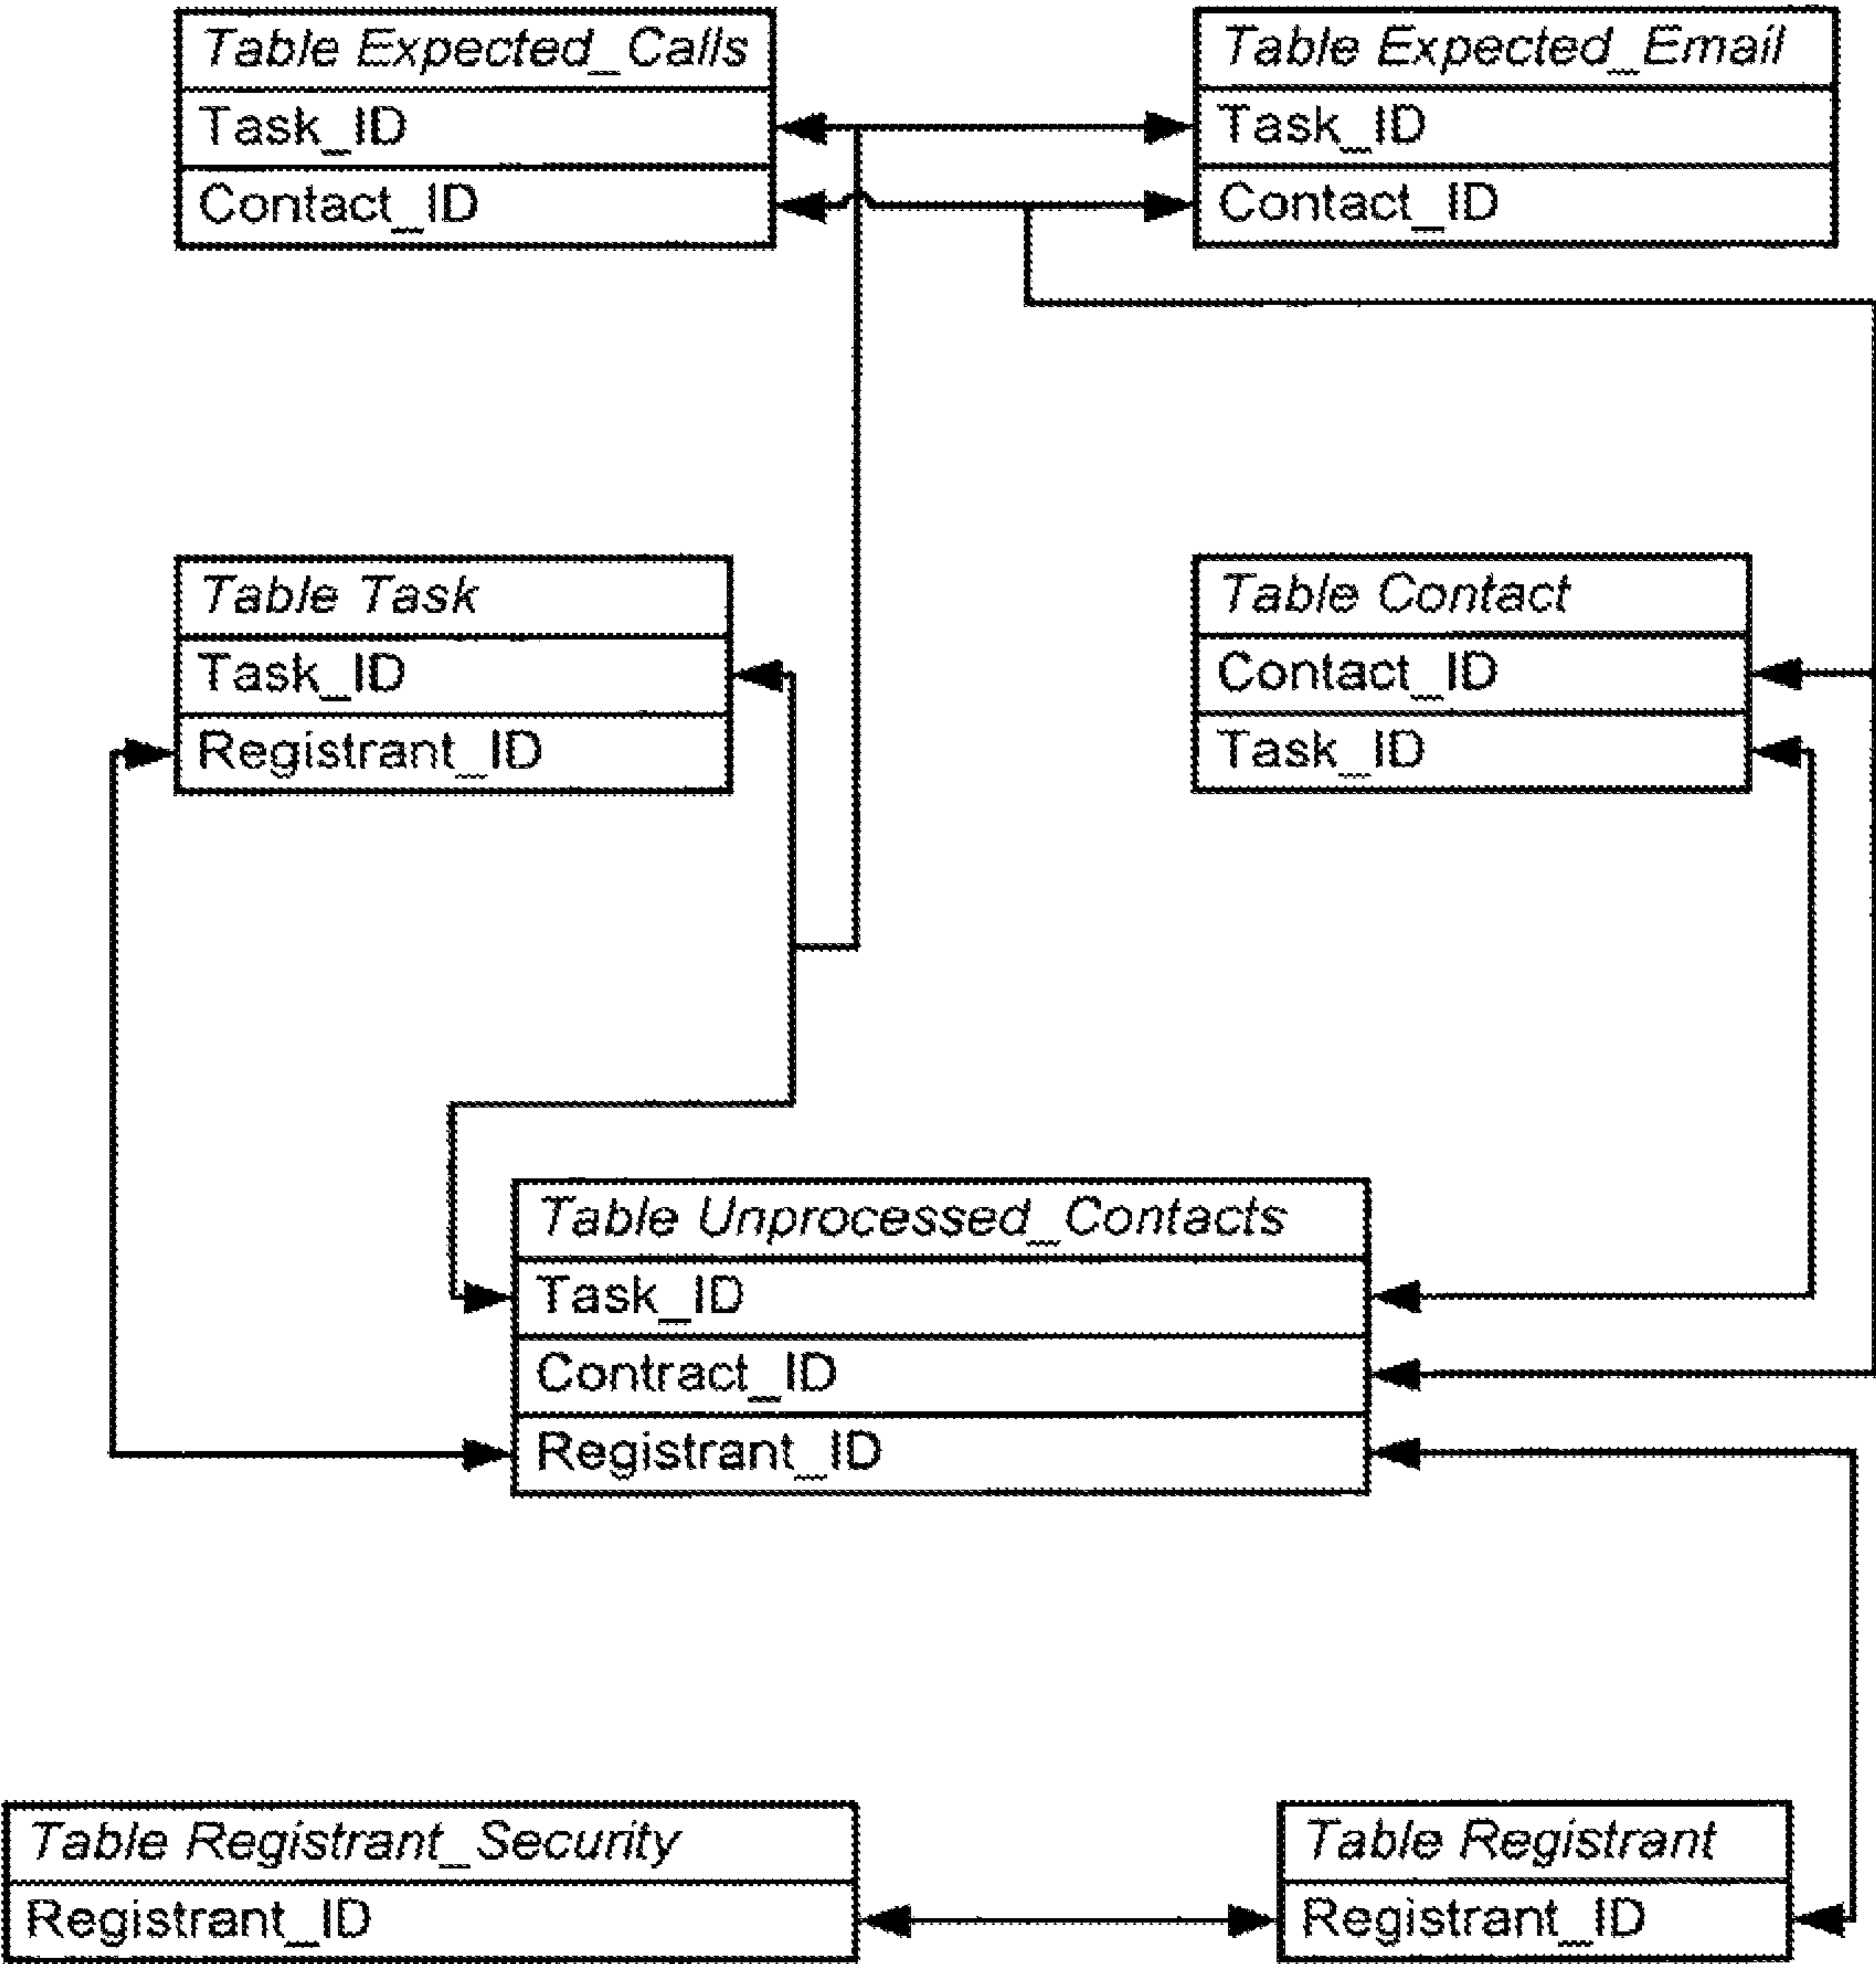 Table Expected_Calls
Task_ID
Contact_ID
Table Expected_Email
Task_ID
Contact_ID
Table Task
Task_ID
Registrant_ID
Table Contact
Contact_ID
Task_ID
Table Unprocessed_Contacts
Task_ID
Contract_ID
Registrant_ID
Table Registrant_Security
Registrant_ID
Table Registrant
Registrant_ID